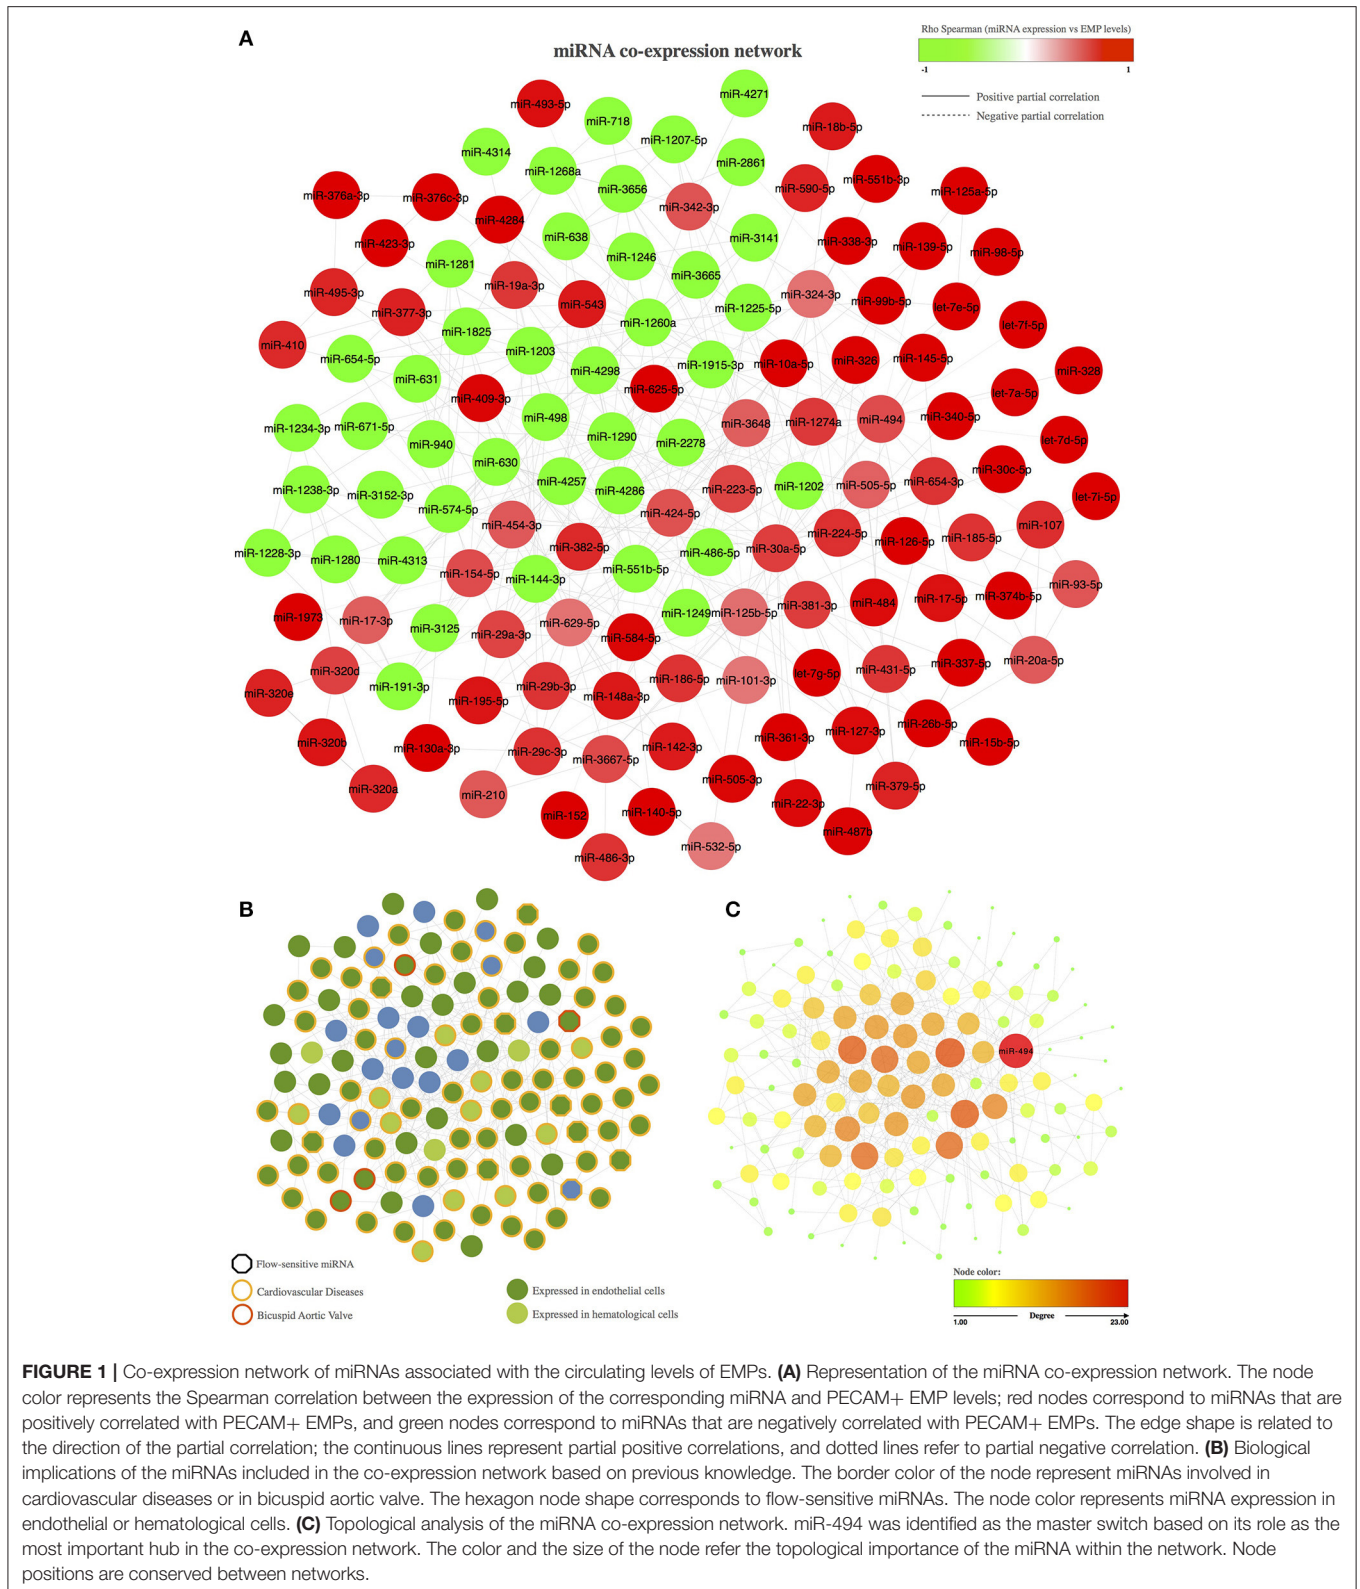 A
miRNA co-expression network
Rho Spearman (miRNA expression vs EMP levels)
-1
1
Positive partial correlation
Negative partial correlation
miR-4271
miR-493-5p
miR-718
miR-18b-5p
miR-1207-5p
miR-4314
miR-2861
miR-1268a
miR-551b-3p
miR-3656
miR-590-5p
miR-125a-5p
miR-376a-3p
miR-376c-3p
miR-342-3p
miR-4284
miR-638
miR-3141
miR-338-3p
miR-423-3p
miR-139-5p
miR-98-5p
miR-1246
miR-1281
miR-3665
miR-19a-3p
miR-495-3p
miR-324-3p
miR-99b-5p
miR-543
miR-1225-5p
let-7e-5p
miR-377-3p
miR-1260a
let-7f-5p
miR-1825
miR-410
miR-1203
miR-654-5p
miR-145-5p
miR-326
miR-10a-5p
miR-1915-3p
miR-4298
miR-328
miR-631
miR-625-5p
let-7a-5p
miR-409-3p
miR-498
miR-340-5p
miR-494
miR-1274a
miR-3648
miR-1234-3p
miR-671-5p
miR-1290
let-7d-5p
miR-940
miR-2278
miR-630
miR-30c-5p
miR-4257
miR-1238-3p
miR-3152-3p
miR-4286
miR-223-5p
miR-1202
miR-505-5p
miR-654-3p
let-7i-5p
miR-574-5p
miR-424-5p
miR-454-3p
miR-107
miR-224-5p
miR-126-5p
miR-185-5p
miR-382-5p
miR-30a-5p
miR-1228-3p
miR-1280
miR-4313
miR-486-5p
miR-551b-5p
miR-154-5p
miR-144-3p
miR-93-5p
miR-374b-5p
miR-17-5p
miR-484
miR-381-3p
miR-125b-5p
miR-1249
miR-1973
miR-17-3p
miR-3125
miR-629-5p
miR-29a-3p
miR-584-5p
miR-20a-5p
miR-337-5p
miR-320d
miR-431-5p
let-7g-5p
miR-186-5p
miR-101-3p
miR-191-3p
miR-29b-3p
miR-320e
miR-195-5p
miR-148a-3p
miR-26b-5p
miR-127-3p
miR-361-3p
miR-320b
miR-130a-3p
miR-15b-5p
miR-29c-3p
miR-142-3p
miR-3667-5p
miR-505-3p
miR-379-5p
miR-320a
miR-210
miR-22-3p
miR-152
miR-140-5p
miR-487b
miR-532-5p
miR-486-3p
B
Flow-sensitive miRNA
Cardiovascular Diseases
Bicuspid Aortic Valve
Expressed in endothelial cells
Expressed in hematological cells
C
miR-494
Node color:
1.00
Degree
23.00
FIGURE 1 | Co-expression network of miRNAs associated with the circulating levels of EMPs. (A) Representation of the miRNA co-expression network. The node
color represents the Spearman correlation between the expression of the corresponding miRNA and PECAM+ EMP levels; red nodes correspond to miRNAs that are
positively correlated with PECAM+ EMPs, and green nodes correspond to miRNAs that are negatively correlated with PECAM+ EMPs. The edge shape is related to
the direction of the partial correlation; the continuous lines represent partial positive correlations, and dotted lines refer to partial negative correlation. (B) Biological
implications of the miRNAs included in the co-expression network based on previous knowledge. The border color of the node represent miRNAs involved in
cardiovascular diseases or in bicuspid aortic valve. The hexagon node shape corresponds to flow-sensitive miRNAs. The node color represents miRNA expression in
endothelial or hematological cells. (C) Topological analysis of the miRNA co-expression network. miR-494 was identified as the master switch based on its role as the
most important hub in the co-expression network. The color and the size of the node refer the topological importance of the miRNA within the network. Node
positions are conserved between networks.